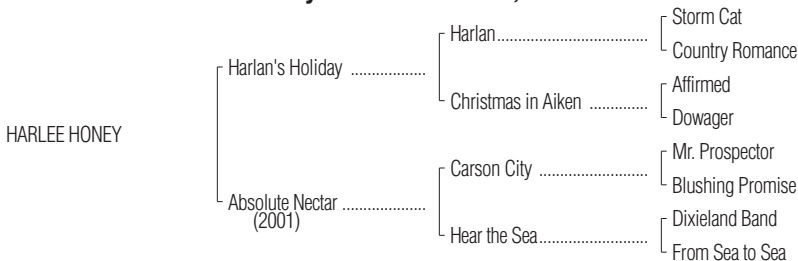 Storm Cat
Harlan....................................
Country Romance
Harlan's Holiday ..................
Affirmed
Christmas in Aiken ..............
Dowager
HARLEE HONEY
Mr. Prospector
Carson City ..........................
Blushing Promise
Absolute Nectar ....................
(2001)
Dixieland Band
Hear the Sea..........................
From Sea to Sea